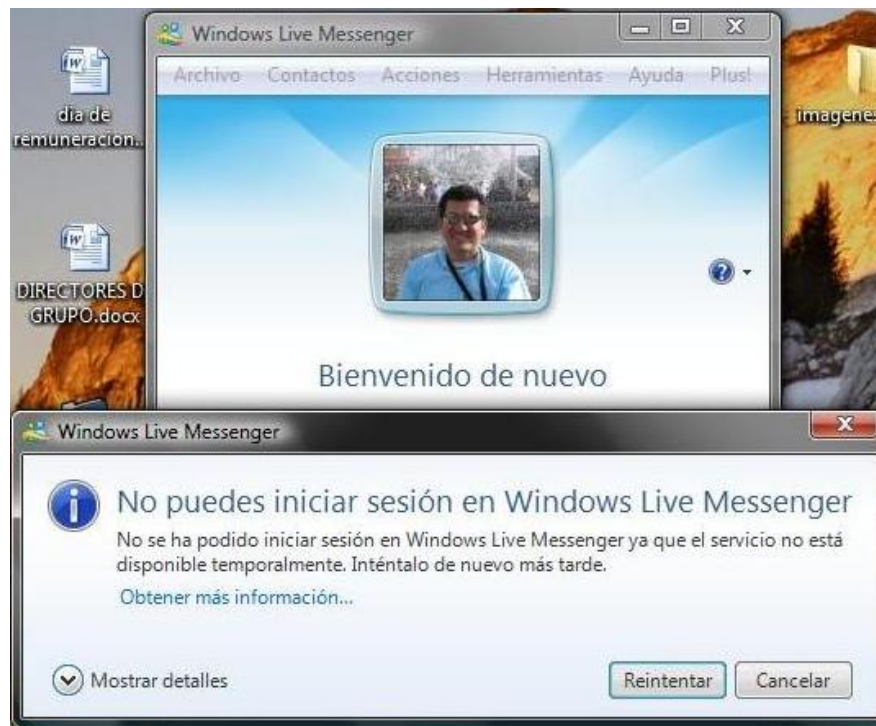 Windows Live Messenger
Archivo Contactos Acciones Herramientas Ayuda Plus!
dia de
remuneracion...
imagenes
DIRECTORES D
GRUPO.docx
Bienvenido de nuevo
Windows Live Messenger
No puedes iniciar sesión en Windows Live Messenger
No se ha podido iniciar sesión en Windows Live Messenger ya que el servicio no está
disponible temporalmente. Inténtalo de nuevo más tarde.
Obtener más información...
Mostrar detalles
Reintentar Cancelar